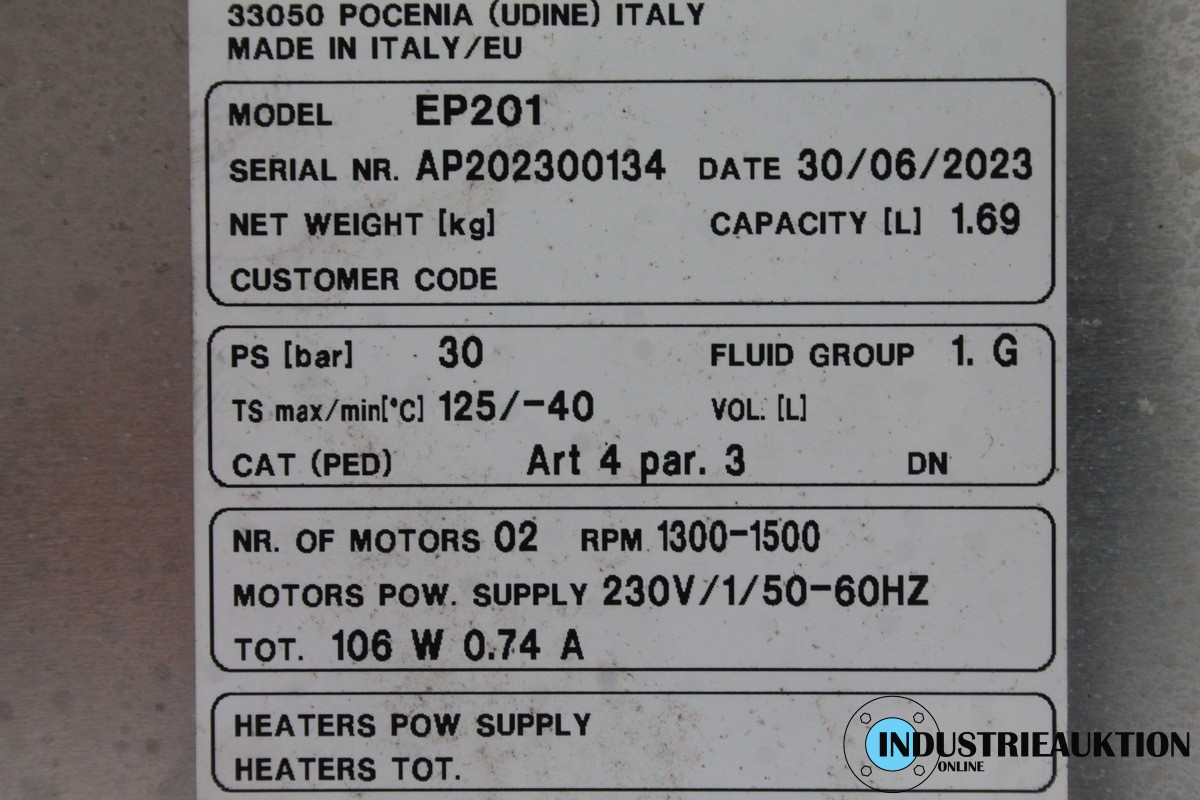 33050 POCENIA (UDINE) ITALY
MADE IN ITALY/EU
MODEL EP201
SERIAL NR. AP202300134 DATE 30/06/2023
NET WEIGHT [kg] CAPACITY [L] 1.69
CUSTOMER CODE
PS [bar] 30 FLUID GROUP 1. G
TS max/min[°C] 125/-40 VOL. [L]
CAT (PED) Art 4 par. 3 DN
NR. OF MOTORS 02 RPM 1300-1500
MOTORS POW. SUPPLY 230V/1/50-60HZ
TOT. 106 W 0.74 A
HEATERS POW SUPPLY
HEATERS TOT.
INDUSTRIEAUKTION
ONLINE